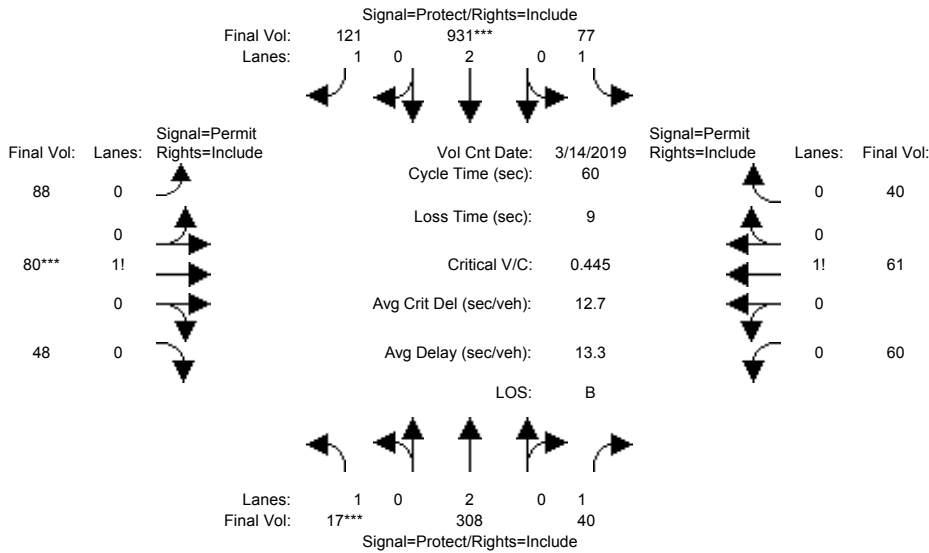 Signal=Protect/Rights=Include
Final Vol: 121 931*** 77
Lanes: 1 0 2 0 1
Signal=Permit Signal=Permit
Final Vol: Lanes: Rights=Include Vol Cnt Date: 3/14/2019 Rights=Include Lanes: Final Vol:
Cycle Time (sec): 60
88 0 0 40
Loss Time (sec): 9
0 0
80*** 1! Critical V/C: 0.445 1! 61
0 Avg Crit Del (sec/veh): 12.7 0
48 0 Avg Delay (sec/veh): 13.3 0 60
LOS: B
Lanes: 1 0 2 0 1
Final Vol: 17*** 308 40
Signal=Protect/Rights=Include